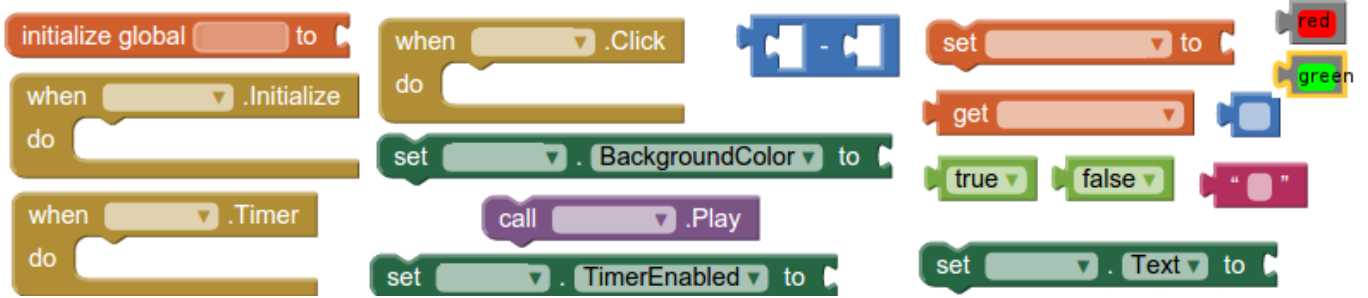 initialize global to
when .Initialize
do
when .Timer
do
when .Click
do
-
set . BackgroundColor to
call .Play
set . TimerEnabled to
set to
get
true
false
“ ”
set . Text to
red
green